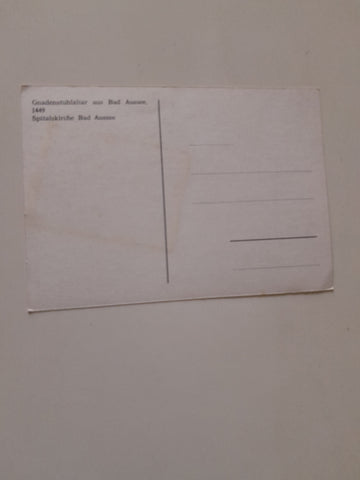 Gnadenstuhlaltar aus Bad Aussee,
1449
Spitalskirche Bad Aussee